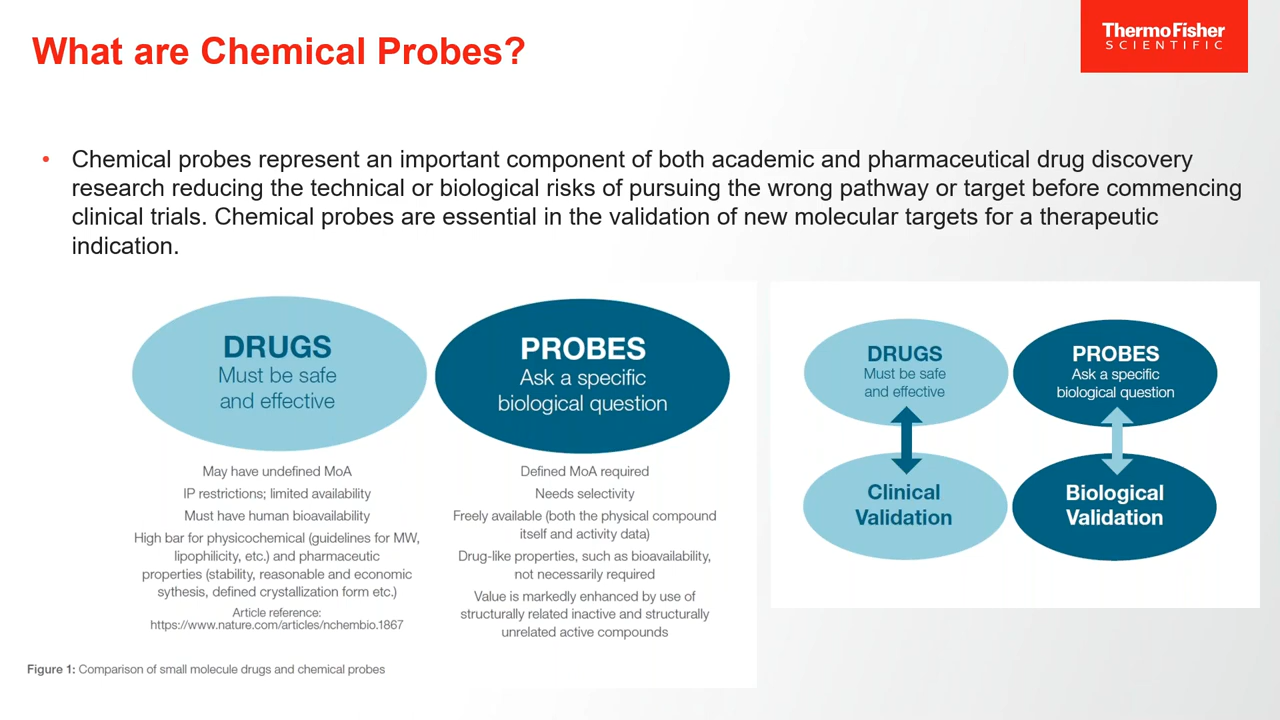 What are Chemical Probes?
ThermoFisher
SCIENTIFIC
• Chemical probes represent an important component of both academic and pharmaceutical drug discovery
research reducing the technical or biological risks of pursuing the wrong pathway or target before commencing
clinical trials. Chemical probes are essential in the validation of new molecular targets for a therapeutic
indication.
DRUGS
Must be safe
and effective
May have undefined MoA
IP restrictions; limited availability
Must have human bioavailability
High bar for physicochemical (guidelines for MW,
lipophilicity, etc.) and pharmaceutic
properties (stability, reasonable and economic
sythesis, defined crystallization form etc.)
Article reference:
https://www.nature.com/articles/nchembio.1867
PROBES
Ask a specific
biological question
Defined MoA required
Needs selectivity
Freely available (both the physical compound
itself and activity data)
Drug-like properties, such as bioavailability,
not necessarily required
Value is markedly enhanced by use of
structurally related inactive and structurally
unrelated active compounds
Figure 1: Comparison of small molecule drugs and chemical probes
DRUGS
Must be safe
and effective
Clinical
Validation
PROBES
Ask a specific
biological question
Biological
Validation